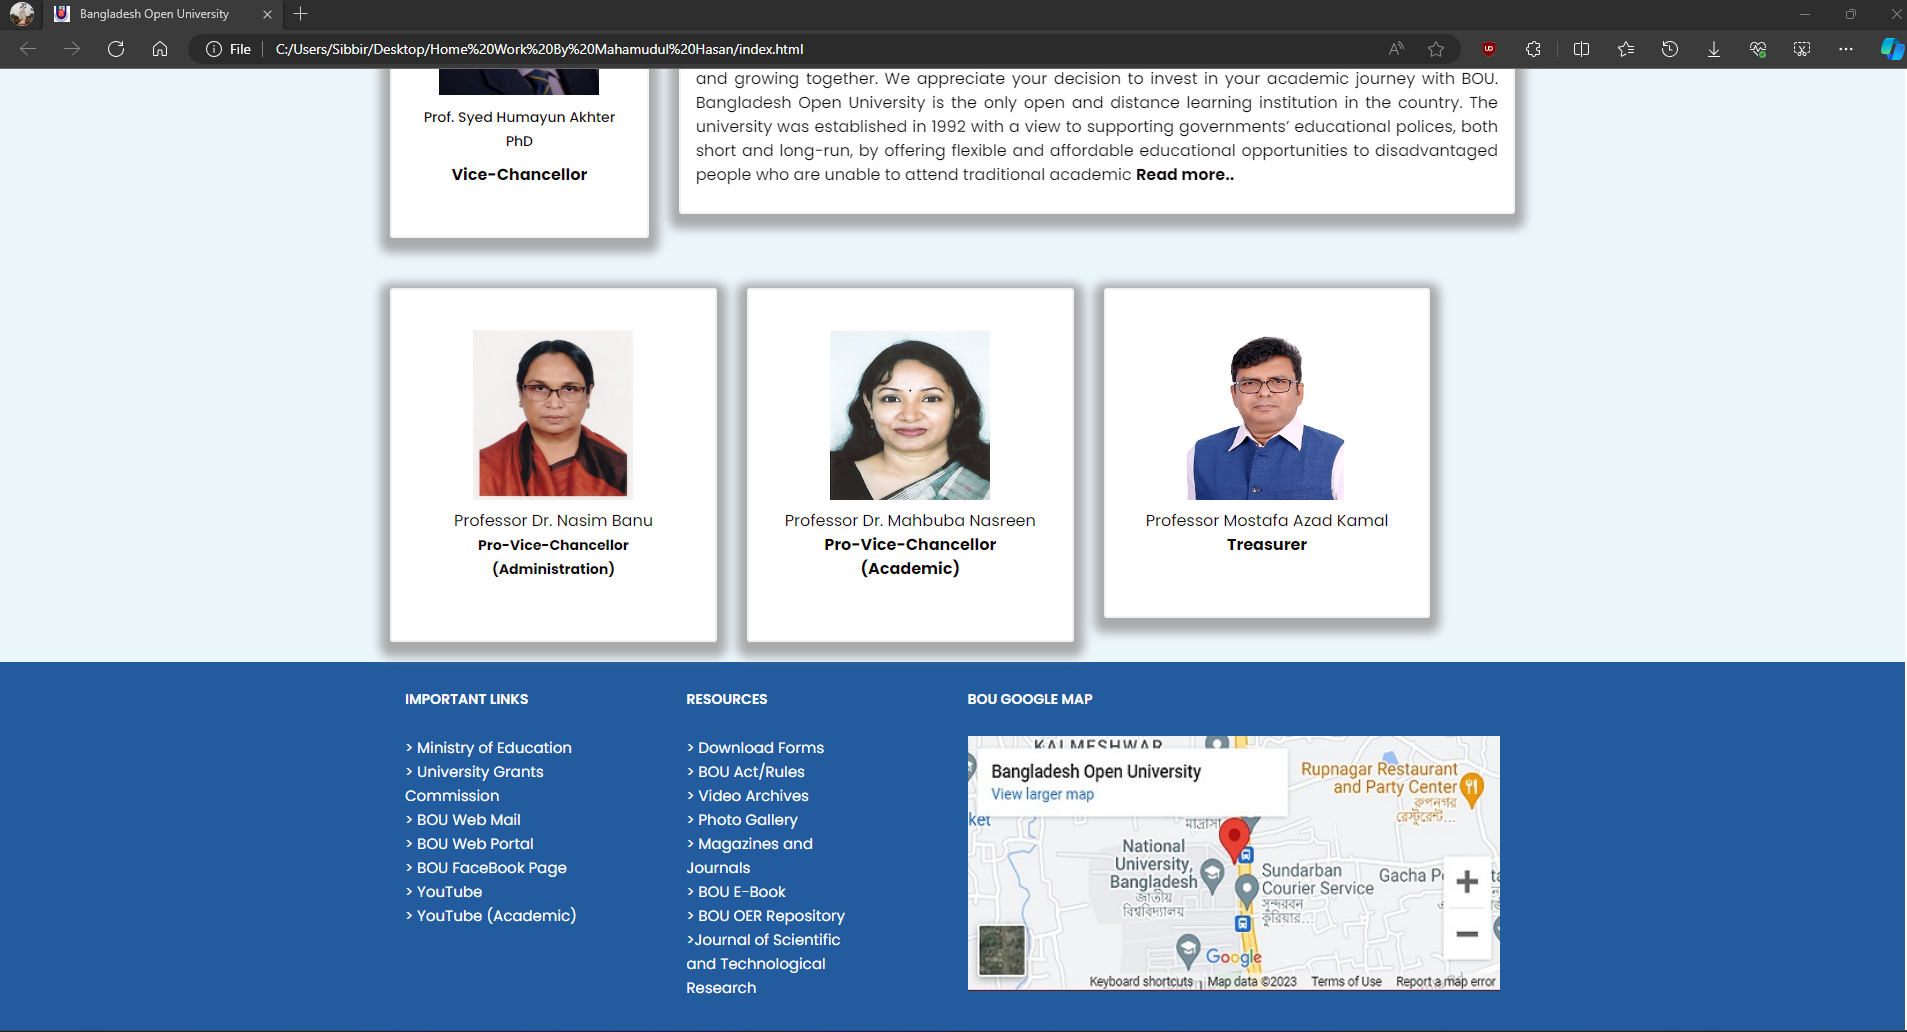 Bangladesh Open University
File
C:/Users/Sibbir/Desktop/Home%20Work%20By%20Mahamudul%20Hasan/index.html
Prof. Syed Humayun Akhter
PhD
Vice-Chancellor
and growing together. We appreciate your decision to invest in your academic journey with BOU.
Bangladesh Open University is the only open and distance learning institution in the country. The
university was established in 1992 with a view to supporting governments’ educational polices, both
short and long-run, by offering flexible and affordable educational opportunities to disadvantaged
people who are unable to attend traditional academic Read more..
Professor Dr. Nasim Banu
Pro-Vice-Chancellor
(Administration)
Professor Dr. Mahbuba Nasreen
Pro-Vice-Chancellor
(Academic)
Professor Mostafa Azad Kamal
Treasurer
IMPORTANT LINKS
> Ministry of Education
> University Grants
Commission
> BOU Web Mail
> BOU Web Portal
> BOU FaceBook Page
> YouTube
> YouTube (Academic)
RESOURCES
> Download Forms
> BOU Act/Rules
> Video Archives
> Photo Gallery
> Magazines and
Journals
> BOU E-Book
> BOU OER Repository
>Journal of Scientific
and Technological
Research
BOU GOOGLE MAP
KALMESHWAR
Bangladesh Open University
View larger map
Rupnagar Restaurant
and Party Center
রূপনগর
রেস্টুরেন্ট...
ket
মাদ্রাসা
National
University,
Bangladesh
জাতীয়
বিশ্ববিদ্যালয়
Sundarban
Courier Service
সুন্দরবন
কুরিয়ার...
Gacha
Google
Keyboard shortcuts
Map data ©2023
Terms of Use
Report a map error